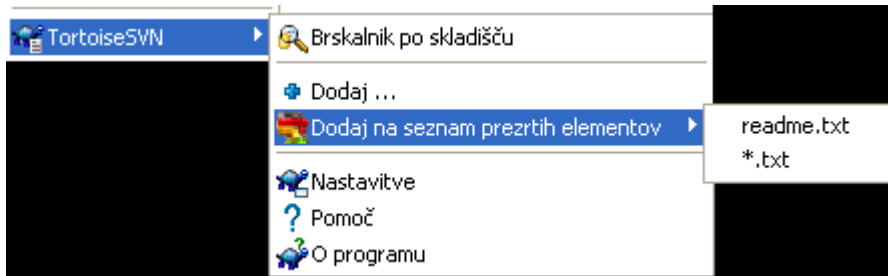 TortoiseSVN
Brskalnik po skladišču
Dodaj ...
Dodaj na seznam prezrtih elementov
readme.txt
*.txt
Nastavitve
Pomoč
O programu